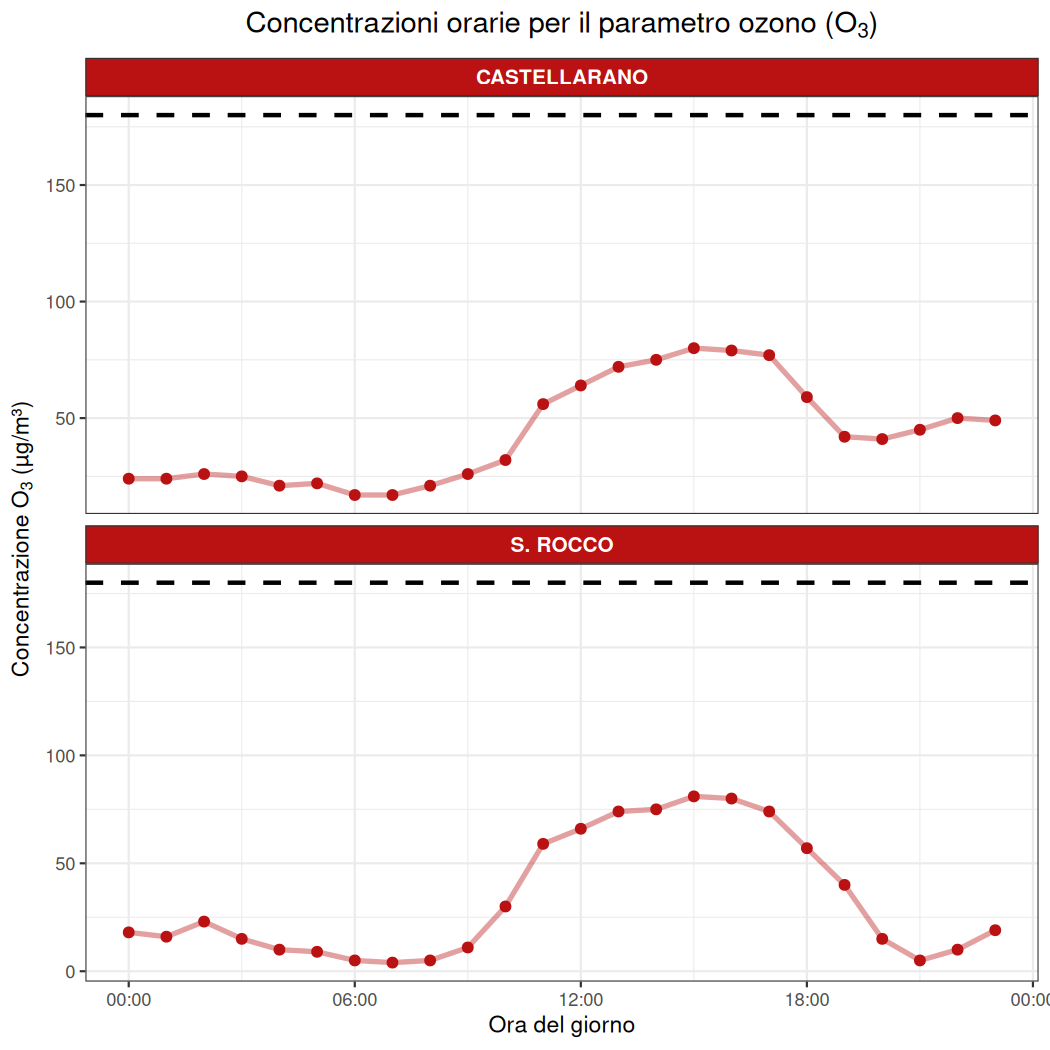 Concentrazioni orarie per il parametro ozono (O₃)
CASTELLARANO
150
100
50
S. ROCCO
150
100
50
0
Concentrazione O₃ (µg/m³)
00:00 06:00 12:00 18:00 00:00
Ora del giorno